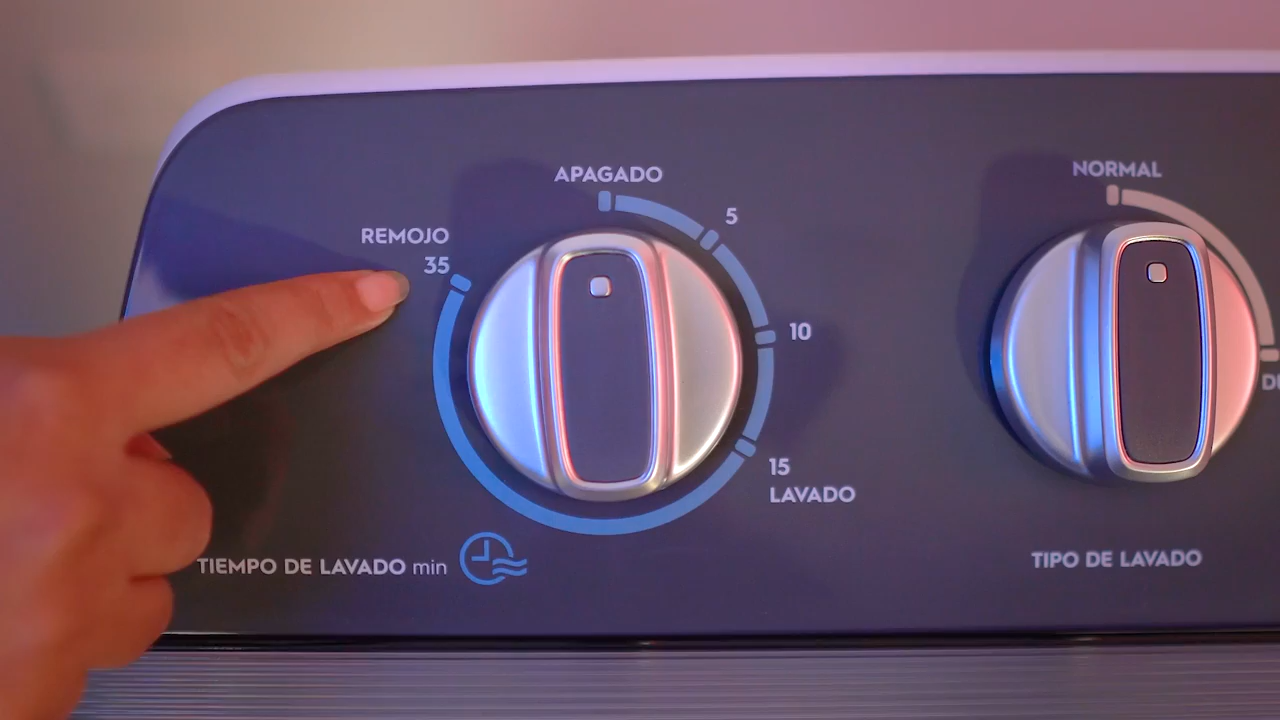 APAGADO
5
10
15
LAVADO
REMOJO
35
TIEMPO DE LAVADO min
NORMAL
TIPO DE LAVADO